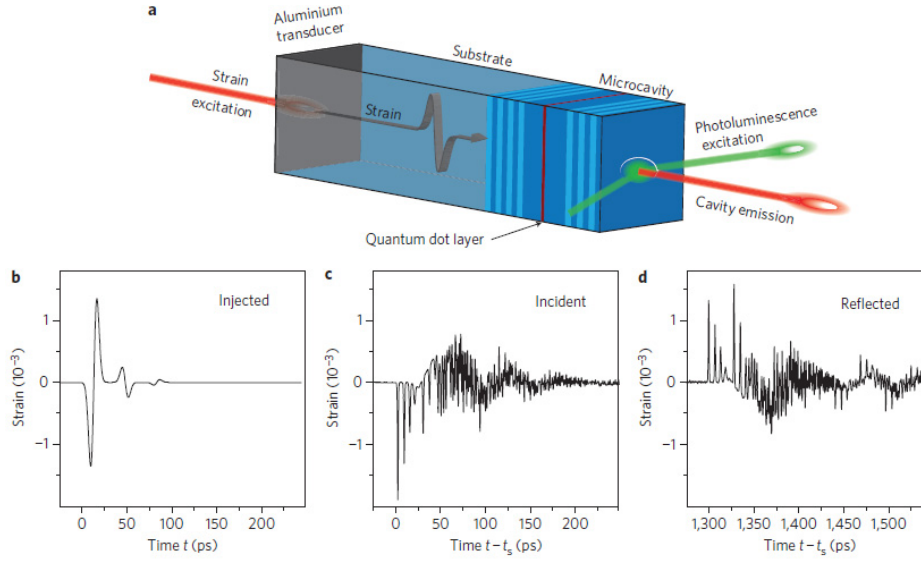 a
Aluminium
transducer
Substrate
Microcavity
Strain
excitation
Strain
Photoluminescence
excitation
Cavity emission
Quantum dot layer
b
Injected
Strain (10⁻³)
1
0
−1
0 50 100 150 200
Time t (ps)
c
Incident
Strain (10⁻³)
1
0
−1
0 50 100 150 200
Time t − tₛ (ps)
d
Reflected
Strain (10⁻³)
1
0
−1
1,300 1,350 1,400 1,450 1,500
Time t − tₛ (ps)